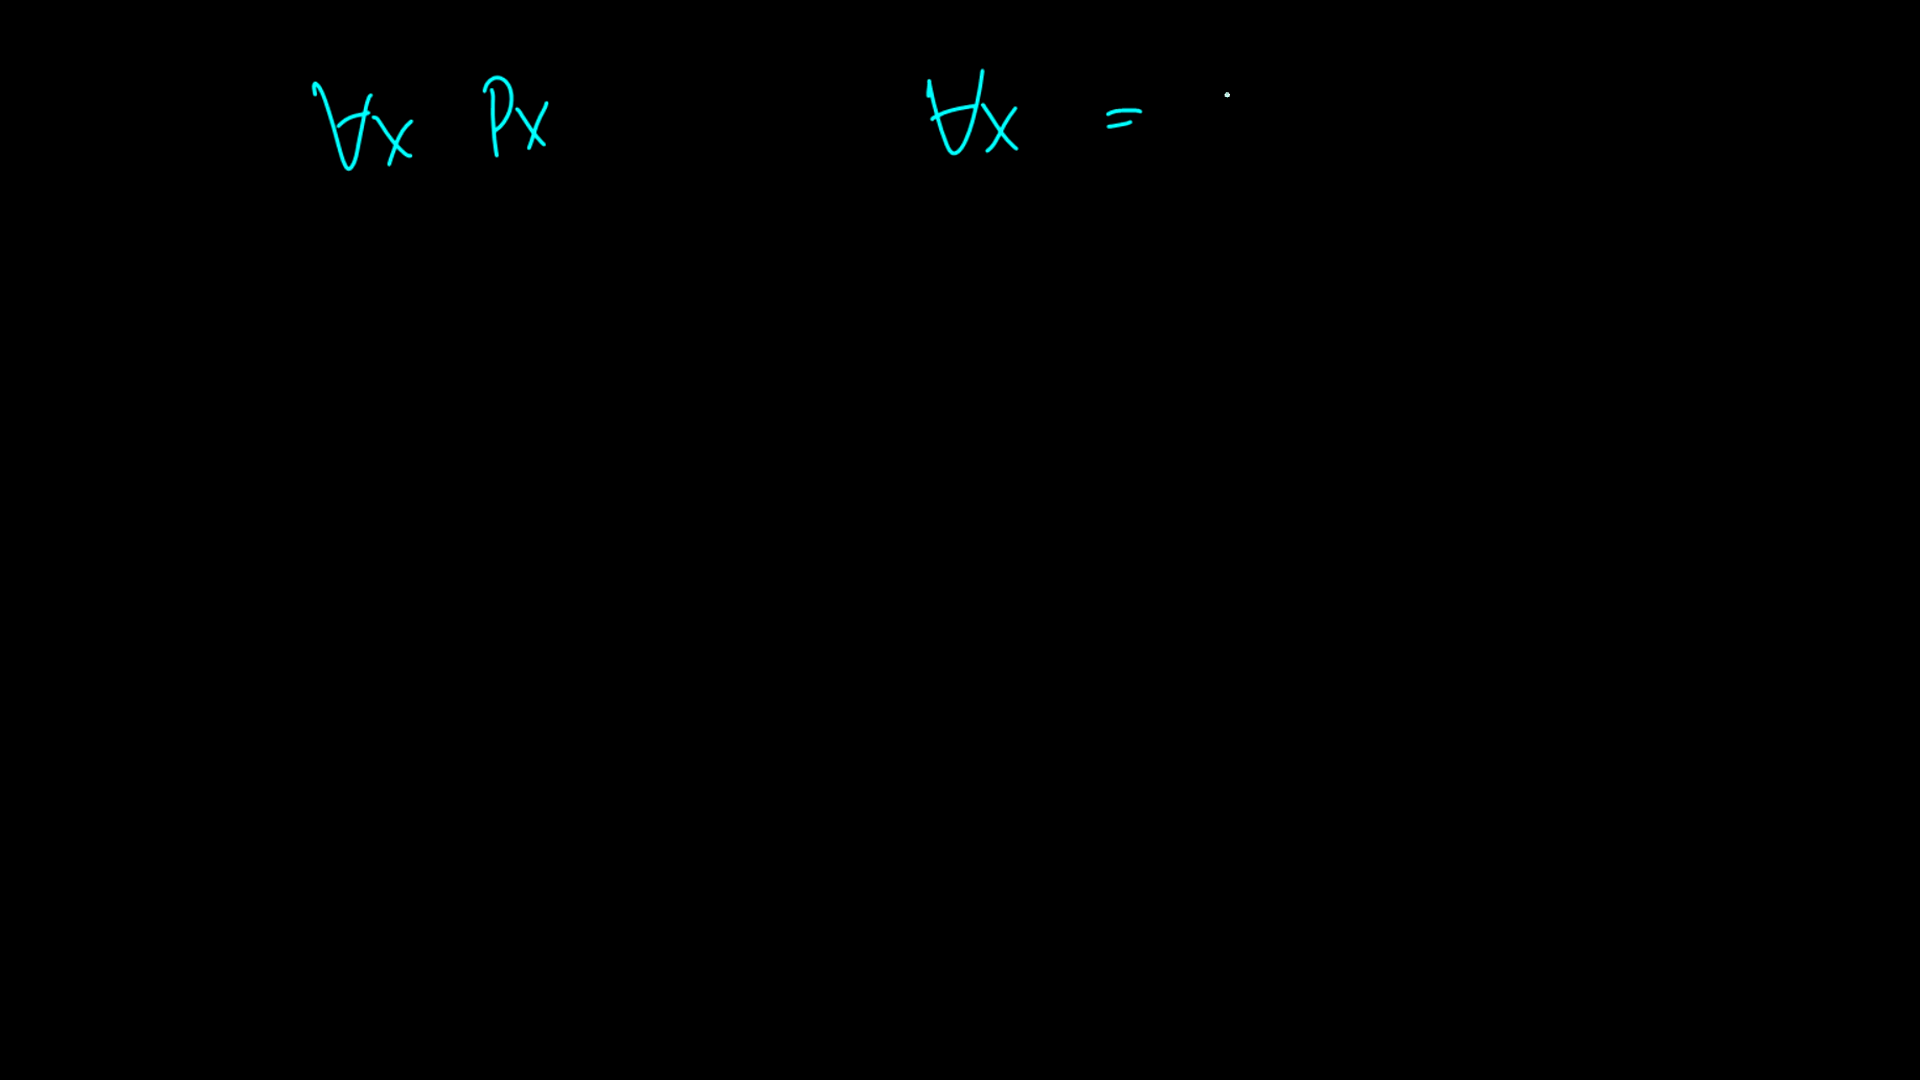 ∀x Px ∀x =